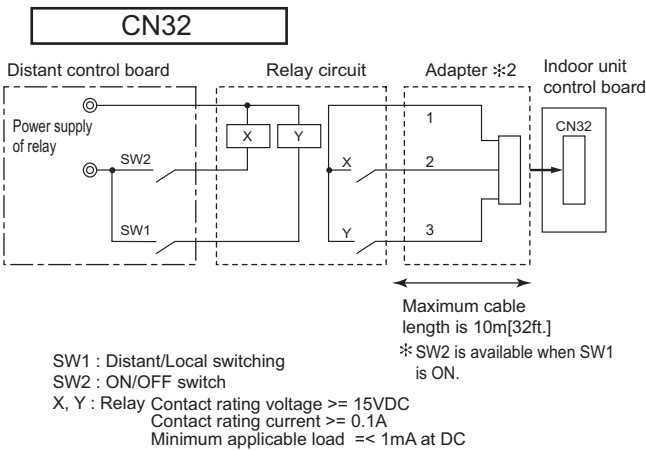 CN32
Distant control board
Relay circuit
Adapter ✻2
Indoor unit
control board
Power supply
of relay
X
Y
1
CN32
SW2
X
2
SW1
Y
3
Maximum cable
length is 10m[32ft.]
✻ SW2 is available when SW1
is ON.
SW1 : Distant/Local switching
SW2 : ON/OFF switch
X, Y : Relay Contact rating voltage >= 15VDC
Contact rating current >= 0.1A
Minimum applicable load =< 1mA at DC